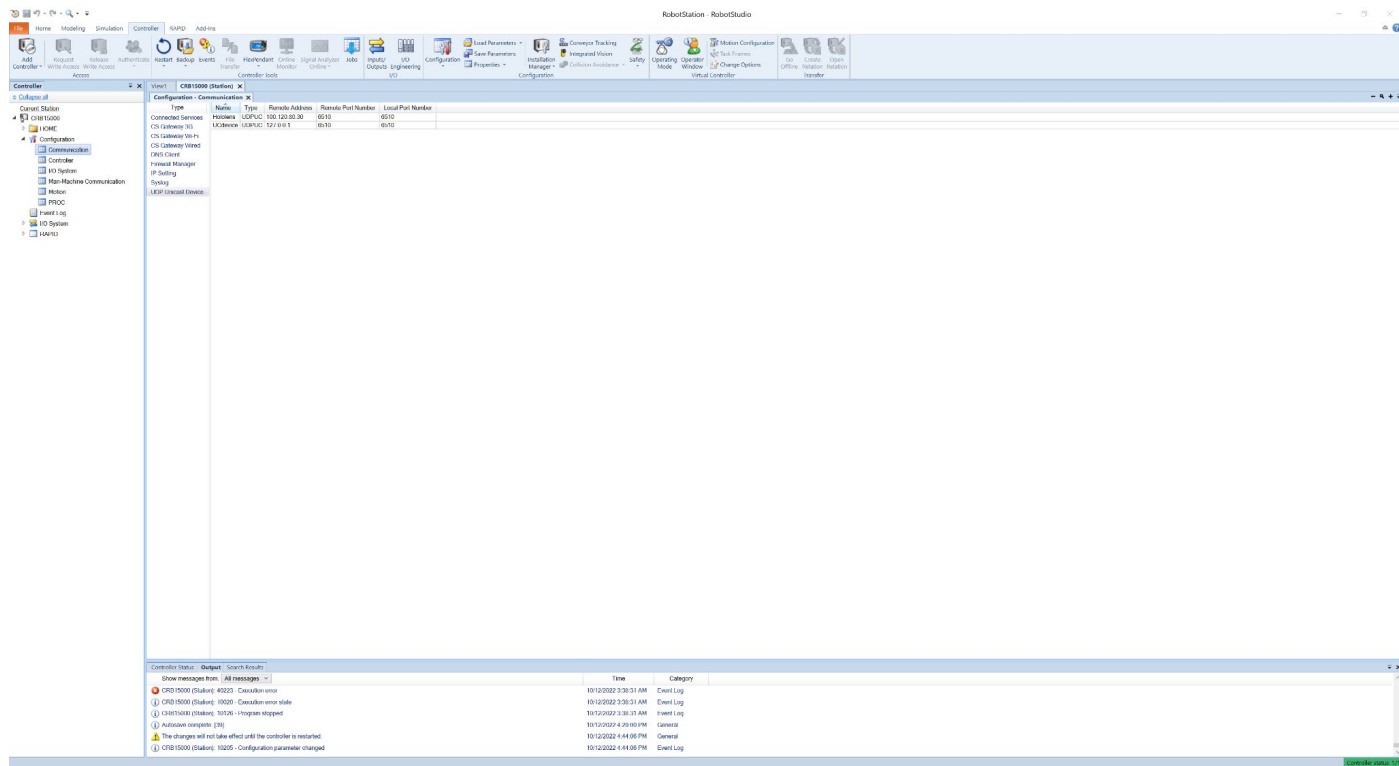 RobotStation - RobotStudio
File Home Modeling Simulation Controller RAPID Add-Ins
Add Controller
Request Write Access
Release Write Access
Authenticate
Access
Restart Backup Events
File Transfer
FlexPendant
Online Monitor
Signal Analyzer Online
Jobs
Controller Tools
Inputs/ Outputs
I/O Engineering
I/O
Configuration
Load Parameters
Save Parameters
Properties
Installation Manager
Conveyor Tracking
Integrated Vision
Collision Avoidance
Safety
Configuration
Operating Mode
Operator Window
Motion Configuration
Task Frames
Change Options
Virtual Controller
Go Offline
Create Relation
Open Relation
Transfer
Controller
Collapse all
Current Station
CRB15000
HOME
Configuration
Communication
Controller
I/O System
Man-Machine Communication
Motion
PROC
Event Log
I/O System
RAPID
View1 CRB15000 (Station)
Configuration - Communication
Type
Connected Services
CS Gateway 3G
CS Gateway Wi-Fi
CS Gateway Wired
DNS Client
Firewall Manager
IP Setting
Syslog
UDP Unicast Device
Name Type Remote Address Remote Port Number Local Port Number
Hololens UDPUC 100.120.80.30 6510 6510
UCdevice UDPUC 127.0.0.1 6510 6510
Controller Status Output Search Results
Show messages from: All messages Time Category
CRB15000 (Station): 40223 - Execution error 10/12/2022 3:38:31 AM Event Log
CRB15000 (Station): 10020 - Execution error state 10/12/2022 3:38:31 AM Event Log
CRB15000 (Station): 10126 - Program stopped 10/12/2022 3:38:31 AM Event Log
Autosave complete. [39] 10/12/2022 4:20:00 PM General
The changes will not take effect until the controller is restarted. 10/12/2022 4:44:06 PM General
CRB15000 (Station): 10205 - Configuration parameter changed 10/12/2022 4:44:06 PM Event Log
Controller status: 1/1